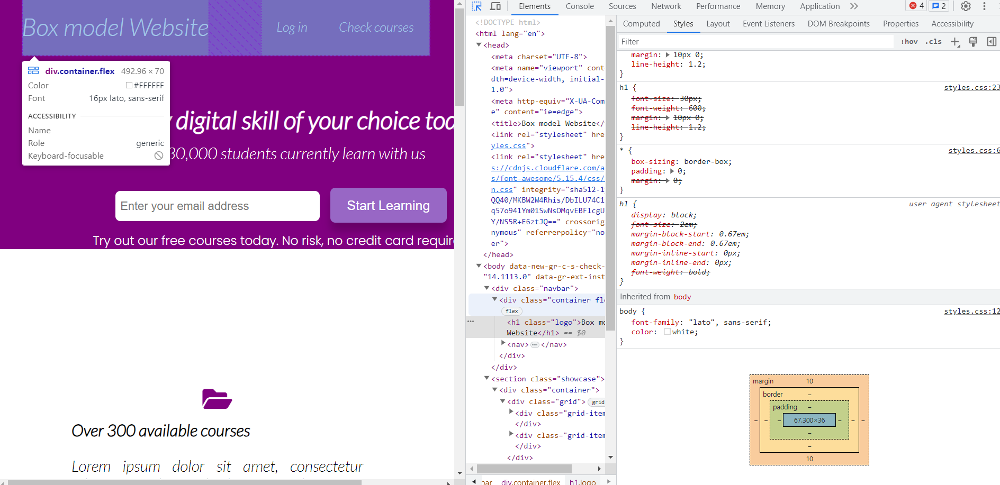 Box model Website
Log in
Check courses
div.container.flex 492.96 × 70
Color #FFFFFF
Font 16px lato, sans-serif
ACCESSIBILITY
Name
Role generic
Keyboard-focusable
digital skill of your choice
30,000 students currently learn with us
Enter your email address
Start Learning
Try out our free courses today. No risk, no credit card
Over 300 available courses
Lorem ipsum dolor sit amet, consectetur
Elements Console Sources Network Performance Memory Application 4 2
<!DOCTYPE html>
<html lang="en">
<head>
<meta charset="UTF-8">
<meta name="viewport" cont
dth=device-width, initial-
1.0">
<meta http-equiv="X-UA-Com
e" content="ie=edge">
<title>Box model Website</
<link rel="stylesheet" hre
yles.css">
<link rel="stylesheet" hre
s://cdnjs.cloudflare.com/a
s/font-awesome/5.15.4/css/
n.css" integrity="sha512-1
QQ40/MKBW2W4Rhis/DbILU74C1
q57o941Ym01SwNsOMqvEBFlcgU
Y/NS5R+E6ztJQ==" crossorig
nymous" referrerpolicy="no
er">
</head>
<body data-new-gr-c-s-check-
"14.1113.0" data-gr-ext-inst
<div class="navbar">
<div class="container fle
flex
<h1 class="logo">Box mo
Website</h1> == $0
<nav> ⋯ </nav>
</div>
</div>
<section class="showcase">
<div class="container">
<div class="grid"> grid
<div class="grid-item
</div>
<div class="grid-item
</div>
</div>
bar div.container.flex h1.logo
Computed Styles Layout Event Listeners DOM Breakpoints Properties Accessibility
Filter :hov .cls
margin: 10px 0;
line-height: 1.2;
}
h1 { styles.css:23
font-size: 30px;
font-weight: 600;
margin: 10px 0;
line-height: 1.2;
}
* { styles.css:6
box-sizing: border-box;
padding: 0;
margin: 0;
}
h1 { user agent stylesheet
display: block;
font-size: 2em;
margin-block-start: 0.67em;
margin-block-end: 0.67em;
margin-inline-start: 0px;
margin-inline-end: 0px;
font-weight: bold;
}
Inherited from body
body { styles.css:12
font-family: "lato", sans-serif;
color: white;
}
margin 10
border –
padding –
– – – 67.300×36 – – –
–
–
10